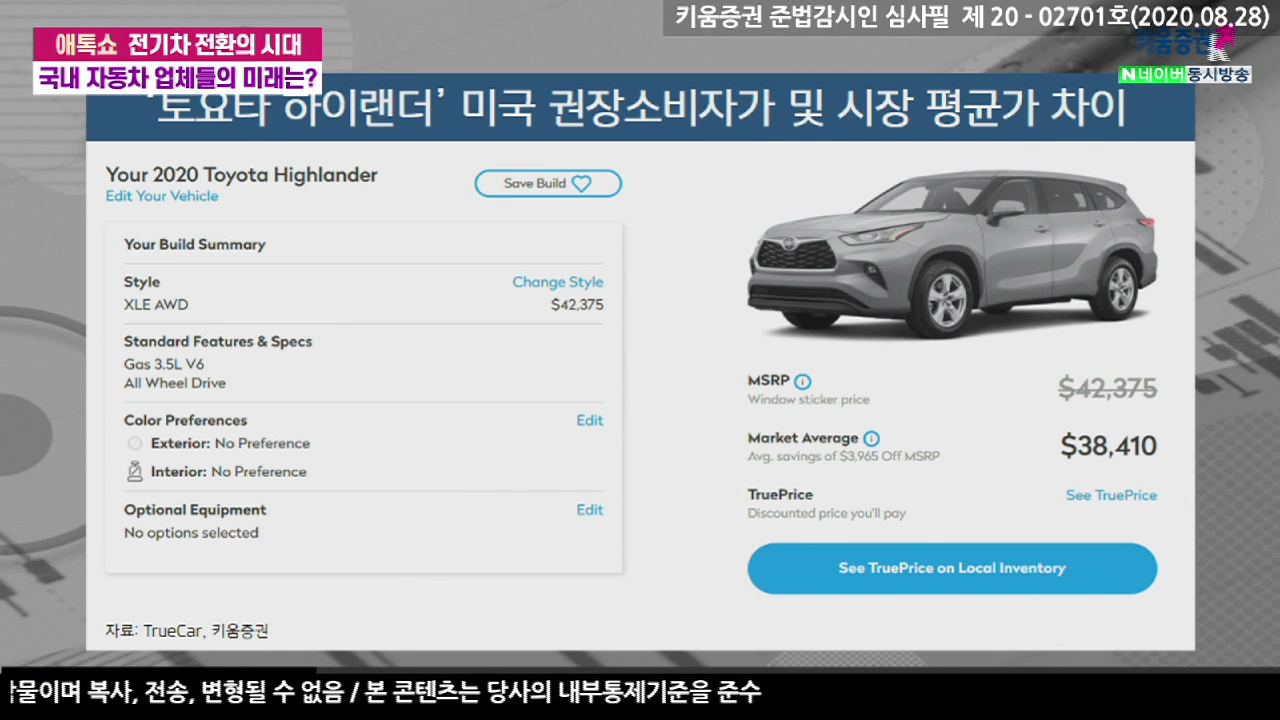 키움증권 준법감시인 심사필 제 20 - 02701호(2020.08.28)
애톡쇼 전기차 전환의 시대
국내 자동차 업체들의 미래는?
키움증권
N 네이버 동시방송
'토요타 하이랜더' 미국 권장소비자가 및 시장 평균가 차이
Your 2020 Toyota Highlander
Edit Your Vehicle
Save Build
Your Build Summary
Style
Change Style
XLE AWD
$42,375
Standard Features & Specs
Gas 3.5L V6
All Wheel Drive
Color Preferences
Edit
Exterior: No Preference
Interior: No Preference
Optional Equipment
Edit
No options selected
MSRP
$42,375
Window sticker price
Market Average
$38,410
Avg. savings of $3,965 Off MSRP
TruePrice
See TruePrice
Discounted price you'll pay
See TruePrice on Local Inventory
자료: TrueCar, 키움증권
물이며 복사, 전송, 변형될 수 없음 / 본 콘텐츠는 당사의 내부통제기준을 준수